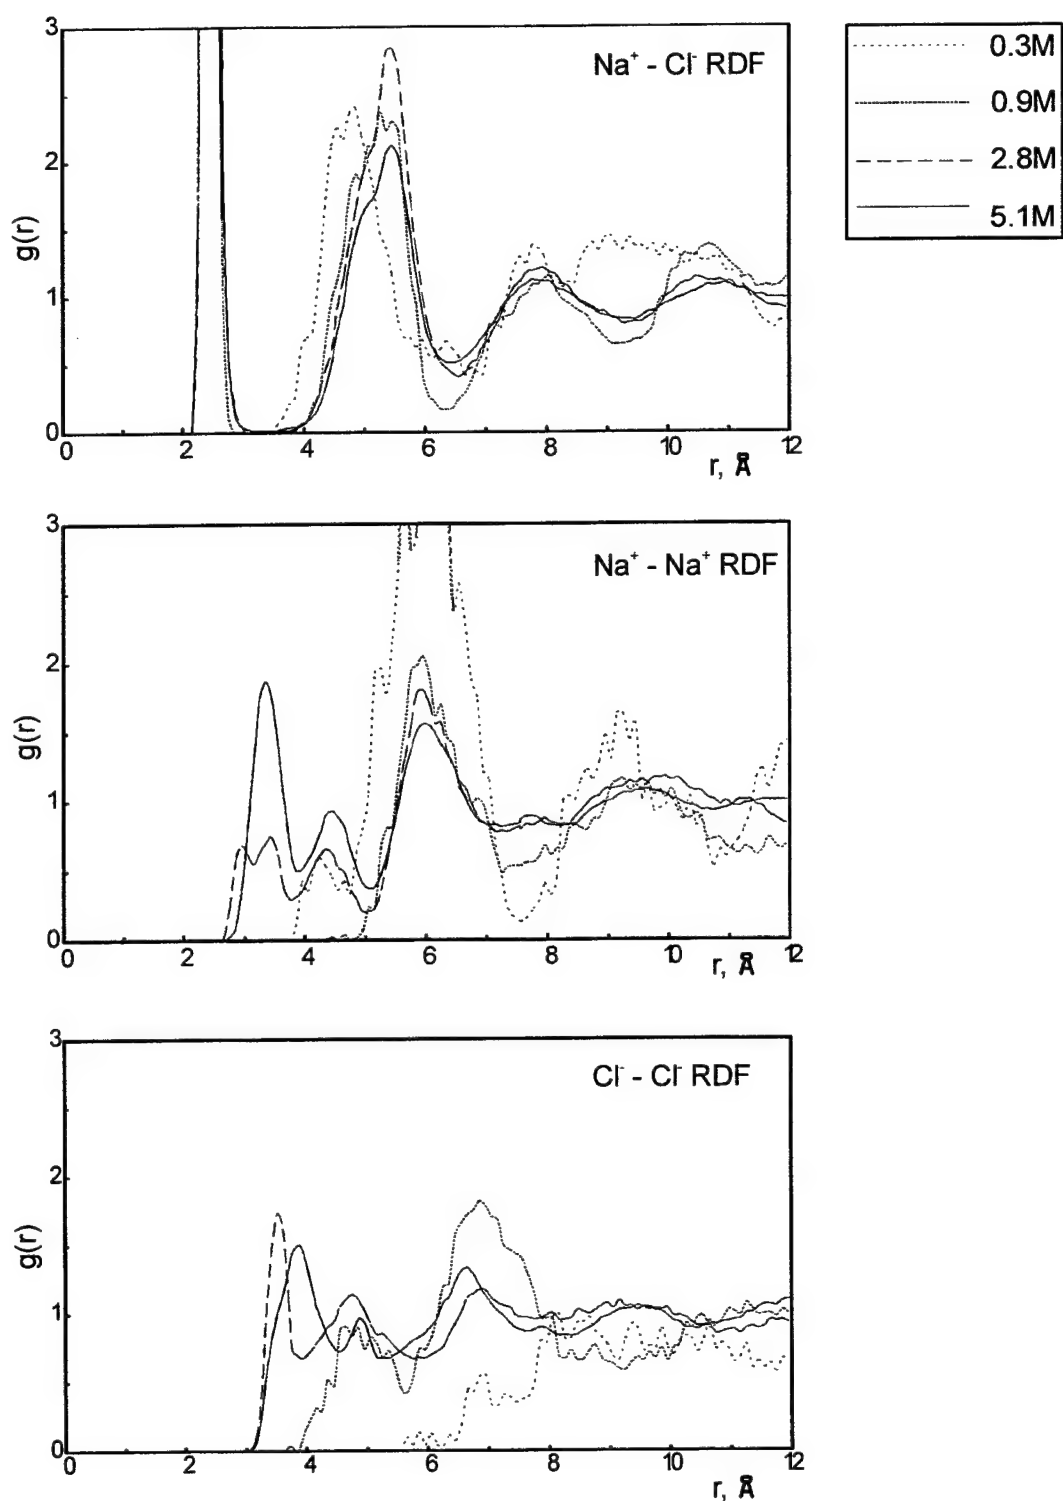 3
Na⁺ - Cl⁻ RDF
2
g(r)
1
0
0 2 4 6 8 10 12
r, Å
0.3M
0.9M
2.8M
5.1M
3
Na⁺ - Na⁺ RDF
2
g(r)
1
0
0 2 4 6 8 10 12
r, Å
3
Cl⁻ - Cl⁻ RDF
2
g(r)
1
0
0 2 4 6 8 10 12
r, Å